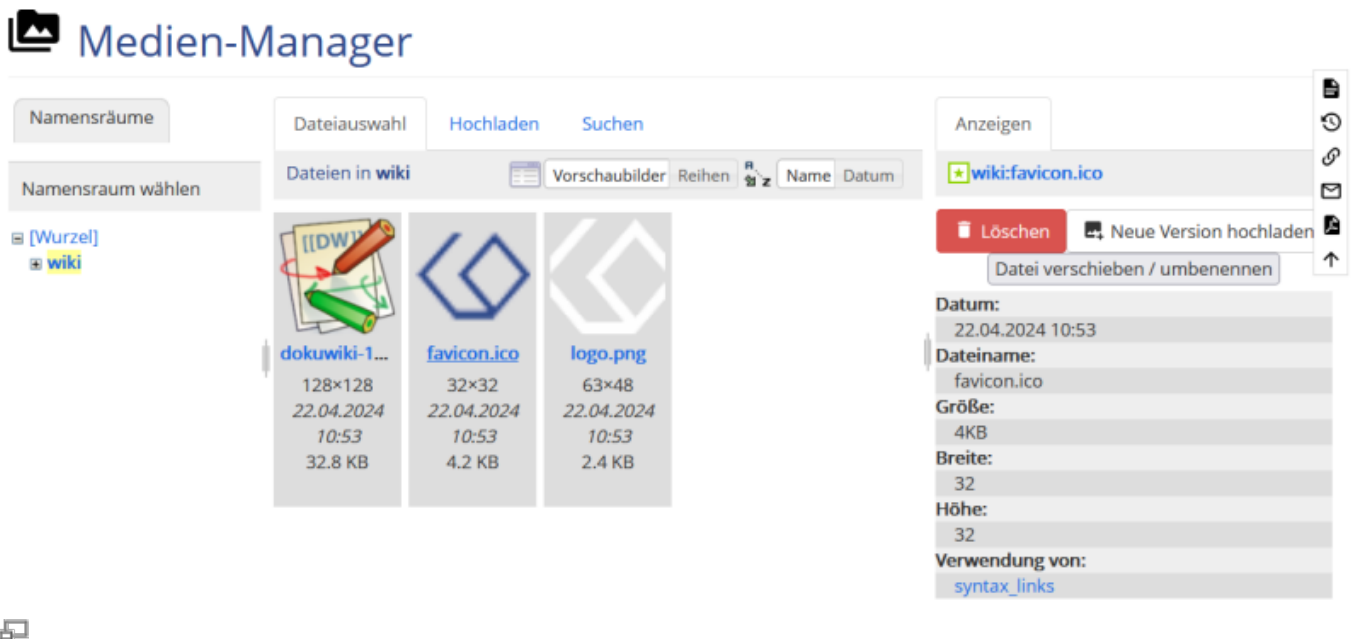 Medien-Manager
Namensräume
Namensraum wählen
[Wurzel]
wiki
Dateiauswahl
Hochladen
Suchen
Dateien in wiki
Vorschaubilder
Reihen
Name
Datum
[[DW]]
dokuwiki-1...
128×128
22.04.2024
10:53
32.8 KB
favicon.ico
32×32
22.04.2024
10:53
4.2 KB
logo.png
63×48
22.04.2024
10:53
2.4 KB
Anzeigen
wiki:favicon.ico
Löschen
Neue Version hochladen
Datei verschieben / umbenennen
Datum:
22.04.2024 10:53
Dateiname:
favicon.ico
Größe:
4KB
Breite:
32
Höhe:
32
Verwendung von:
syntax_links